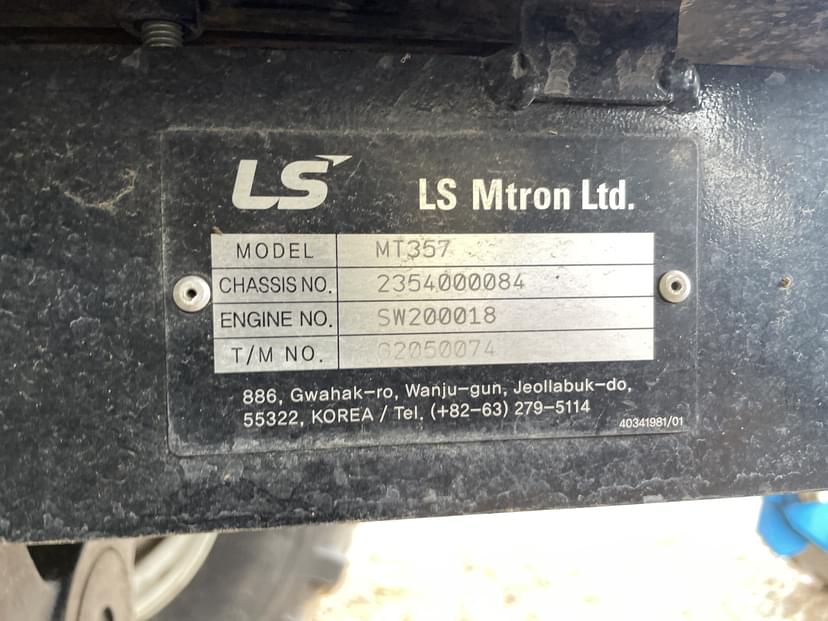 LS
LS Mtron Ltd.
MODEL MT357
CHASSIS NO. 2354000084
ENGINE NO. SW200018
T/M NO. G2050074
886, Gwahak-ro, Wanju-gun, Jeollabuk-do,
55322, KOREA / Tel, (+82-63) 279-5114
40341981/01